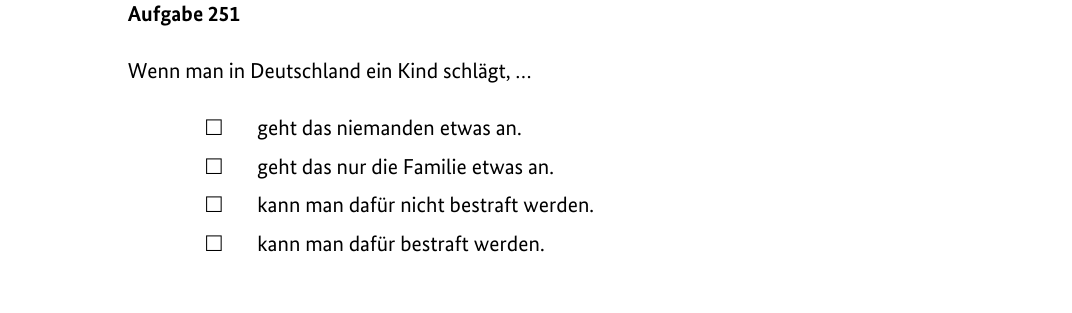 Aufgabe 251
Wenn man in Deutschland ein Kind schlägt, …
☐ geht das niemanden etwas an.
☐ geht das nur die Familie etwas an.
☐ kann man dafür nicht bestraft werden.
☐ kann man dafür bestraft werden.